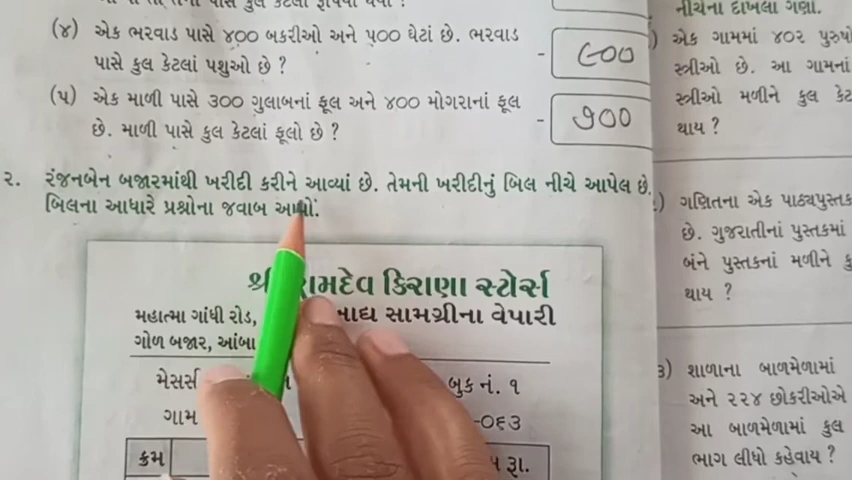 (૪) એક ભરવાડ પાસે ૪૦૦ બકરીઓ અને ૫૦૦ ઘેટાં છે. ભરવાડ
પાસે કુલ કેટલાં પશુઓ છે ? - ૯૦૦
(૫) એક માળી પાસે ૩૦૦ ગુલાબનાં ફૂલ અને ૪૦૦ મોગરાનાં ફૂલ
છે. માળી પાસે કુલ કેટલાં ફૂલો છે ? - ૭૦૦
૨. રંજનબેન બજારમાંથી ખરીદી કરીને આવ્યાં છે. તેમની ખરીદીનું બિલ નીચે આપેલ છે.
બિલના આધારે પ્રશ્નોના જવાબ આપો.
શ્રી રામદેવ કિરાણા સ્ટોર્સ
મહાત્મા ગાંધી રોડ, ખાદ્ય સામગ્રીના વેપારી
ગોળ બજાર, આંબા
મેસર્સ બુક નં. ૧
ગામ -૦૬૩
ક્રમ રૂા.
નીચેના દાખલા ગણો.
એક ગામમાં ૪૦૨ પુરુષો
સ્ત્રીઓ છે. આ ગામનાં
સ્ત્રીઓ મળીને કુલ
થાય ?
ગણિતના એક પાઠ્યપુસ્તક
છે. ગુજરાતીનાં પુસ્તકમાં
બંને પુસ્તકનાં મળીને
થાય ?
૩) શાળાના બાળમેળામાં
અને ૨૨૪ છોકરીઓએ
આ બાળમેળામાં કુલ
ભાગ લીધો કહેવાય ?